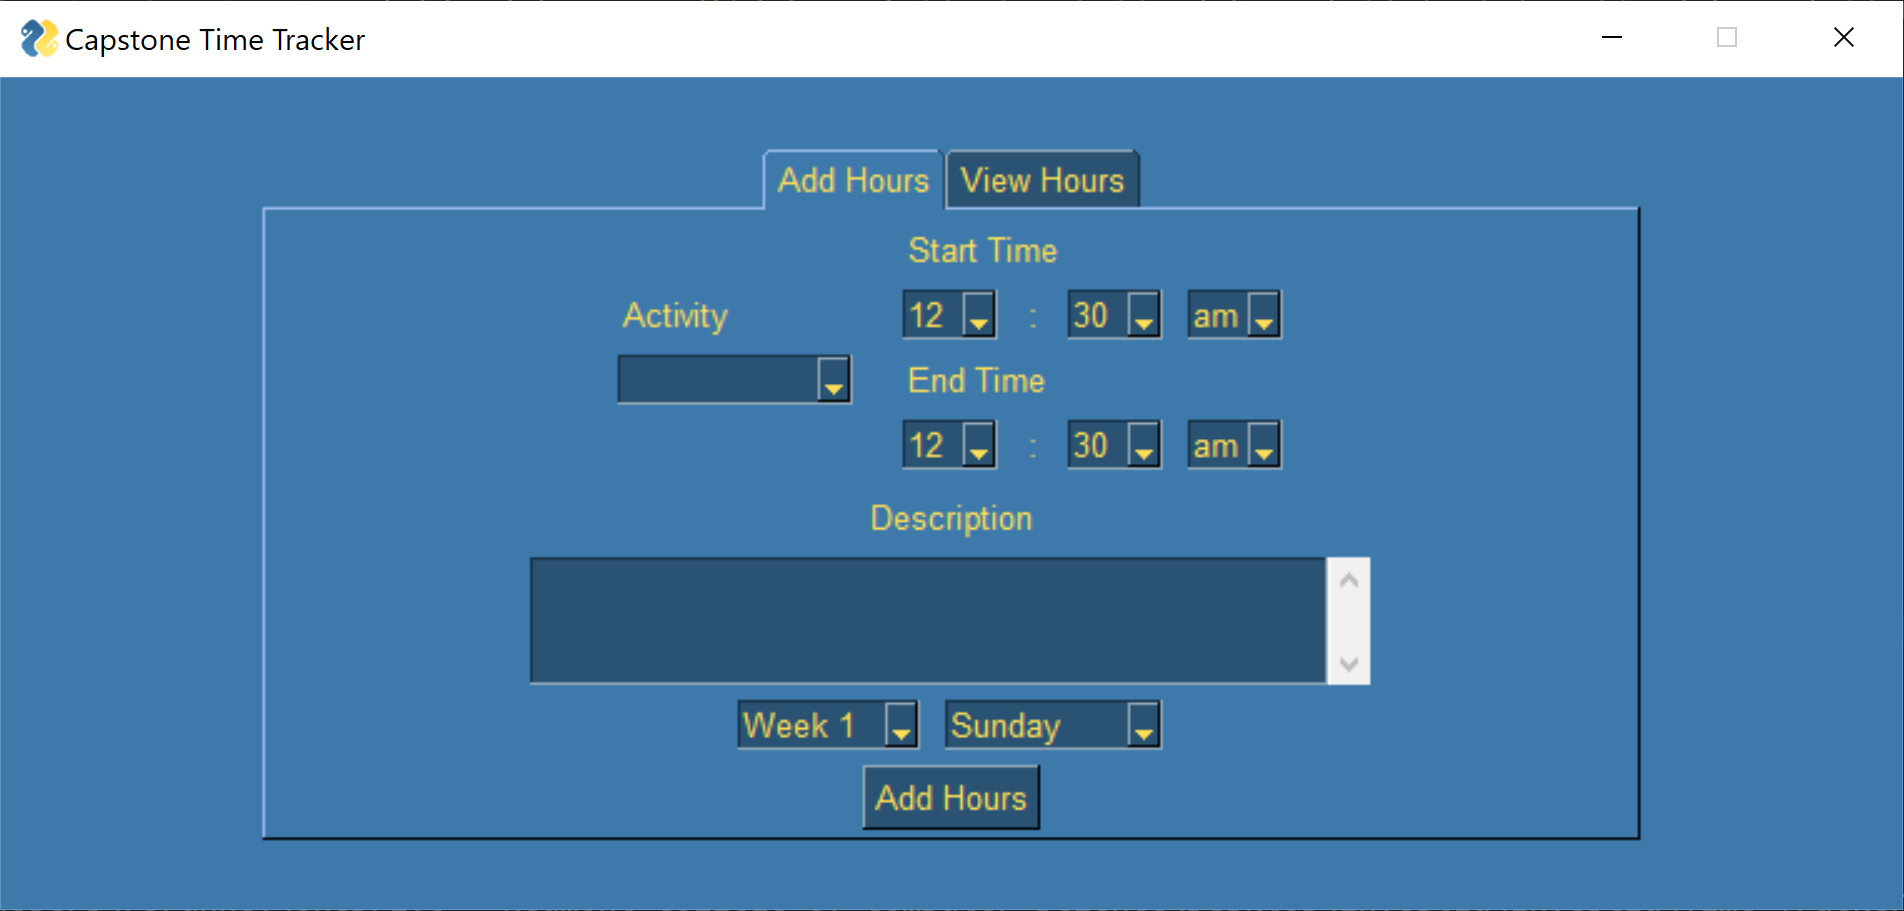 Capstone Time Tracker
Add Hours View Hours
Start Time
Activity
12 : 30 am
End Time
12 : 30 am
Description
Week 1 Sunday
Add Hours